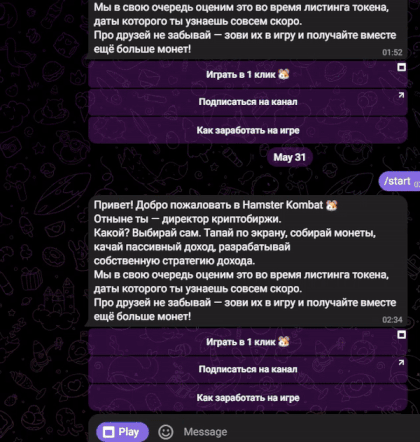 Мы в свою очередь оценим это во время листинга токена,
даты которого ты узнаешь совсем скоро.
Про друзей не забывай — зови их в игру и получайте вместе
ещё больше монет!
01:52
Играть в 1 клик 🐹
Подписаться на канал
Как заработать на игре
May 31
/start
Привет! Добро пожаловать в Hamster Kombat 🐹
Отныне ты — директор криптобиржи.
Какой? Выбирай сам. Тапай по экрану, собирай монеты,
качай пассивный доход, разрабатывай
собственную стратегию дохода.
Мы в свою очередь оценим это во время листинга токена,
даты которого ты узнаешь совсем скоро.
Про друзей не забывай — зови их в игру и получайте вместе
ещё больше монет!
02:34
Играть в 1 клик 🐹
Подписаться на канал
Как заработать на игре
Play
Message